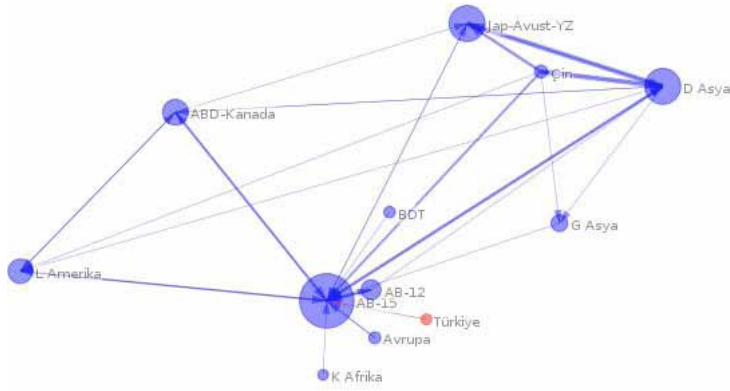 Jap-Avust-YZ
Çin
D Asya
ABD-Kanada
BDT
G Asya
L Amerika
AB-12
AB-15
Türkiye
Avrupa
K Afrika